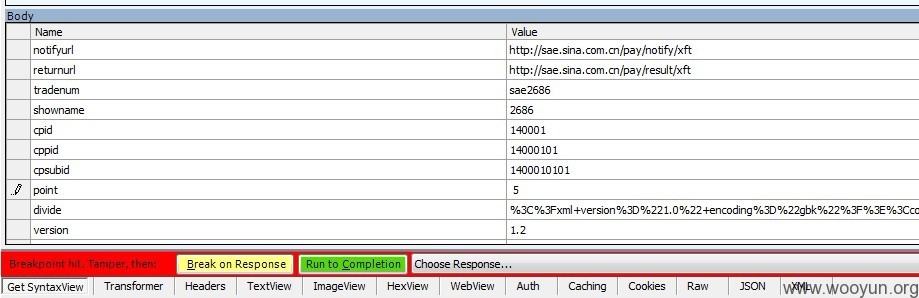 Body
Name Value
notifyurl http://sae.sina.com.cn/pay/notify/xft
returnurl http://sae.sina.com.cn/pay/result/xft
tradenum sae2686
showname 2686
cpid 140001
cppid 14000101
cpsubid 1400010101
point 5
divide %3C%3Fxml+version%3D%221.0%22+encoding%3D%22gbk%22%3F%3E%3Cco
version 1.2
Breakpoint hit. Tamper, then: Break on Response Run to Completion Choose Response...
Get SyntaxView Transformer Headers TextView ImageView HexView WebView Auth Caching Cookies Raw JSON XML
www.wooyun.org